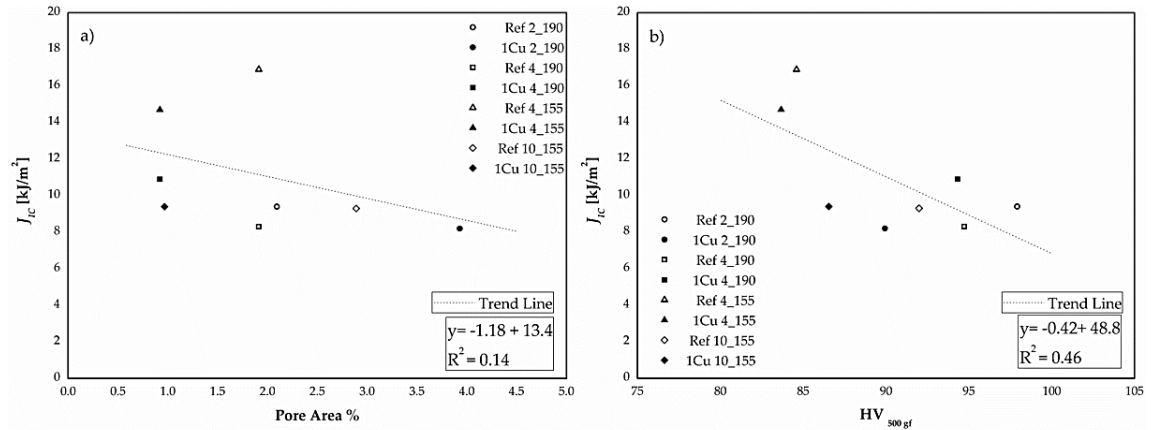 a)
20
18
16
14
12
10
8
6
4
2
0
J_IC [kJ/m²]
Ref 2_190
1Cu 2_190
Ref 4_190
1Cu 4_190
Ref 4_155
1Cu 4_155
Ref 10_155
1Cu 10_155
Trend Line
y= -1.18 + 13.4
R² = 0.14
0.0 0.5 1.0 1.5 2.0 2.5 3.0 3.5 4.0 4.5 5.0
Pore Area %
b)
20
18
16
14
12
10
8
6
4
2
0
J_IC [kJ/m²]
Ref 2_190
1Cu 2_190
Ref 4_190
1Cu 4_190
Ref 4_155
1Cu 4_155
Ref 10_155
1Cu 10_155
Trend Line
y= -0.42+ 48.8
R² = 0.46
75 80 85 90 95 100 105
HV 500 gf